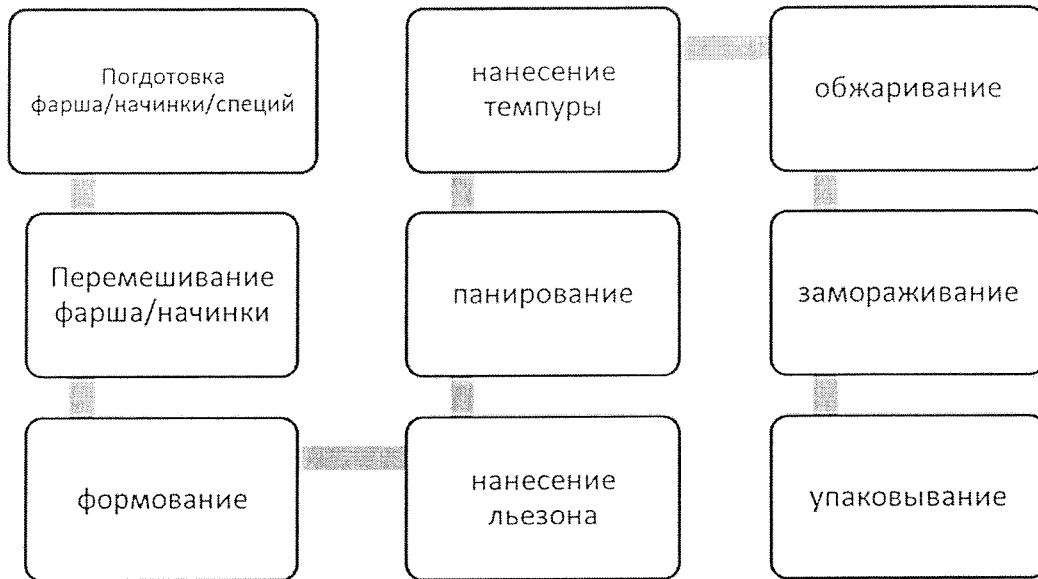 Погдотовка
фарша/начинки/специй
Перемешивание
фарша/начинки
формование
нанесение
льезона
панирование
нанесение
темпуры
обжаривание
замораживание
упаковывание